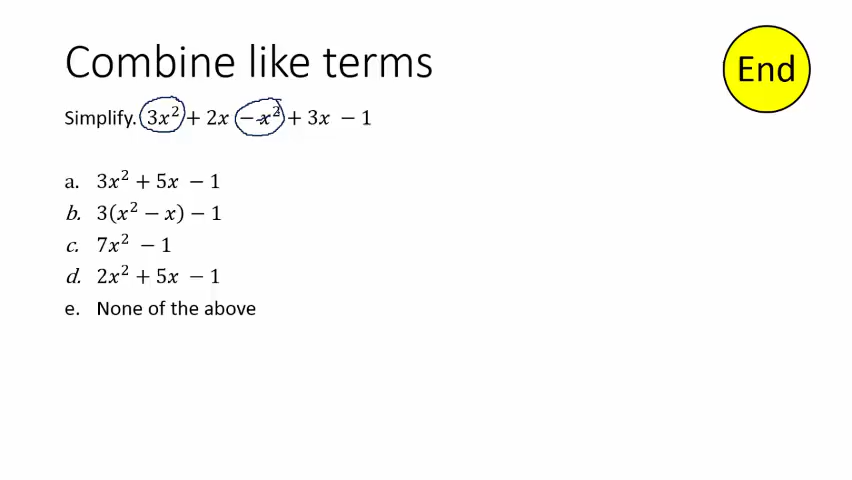 Combine like terms
End
Simplify. 3x² + 2x − x² + 3x − 1
a. 3x² + 5x − 1
b. 3(x² − x) − 1
c. 7x² − 1
d. 2x² + 5x − 1
e. None of the above